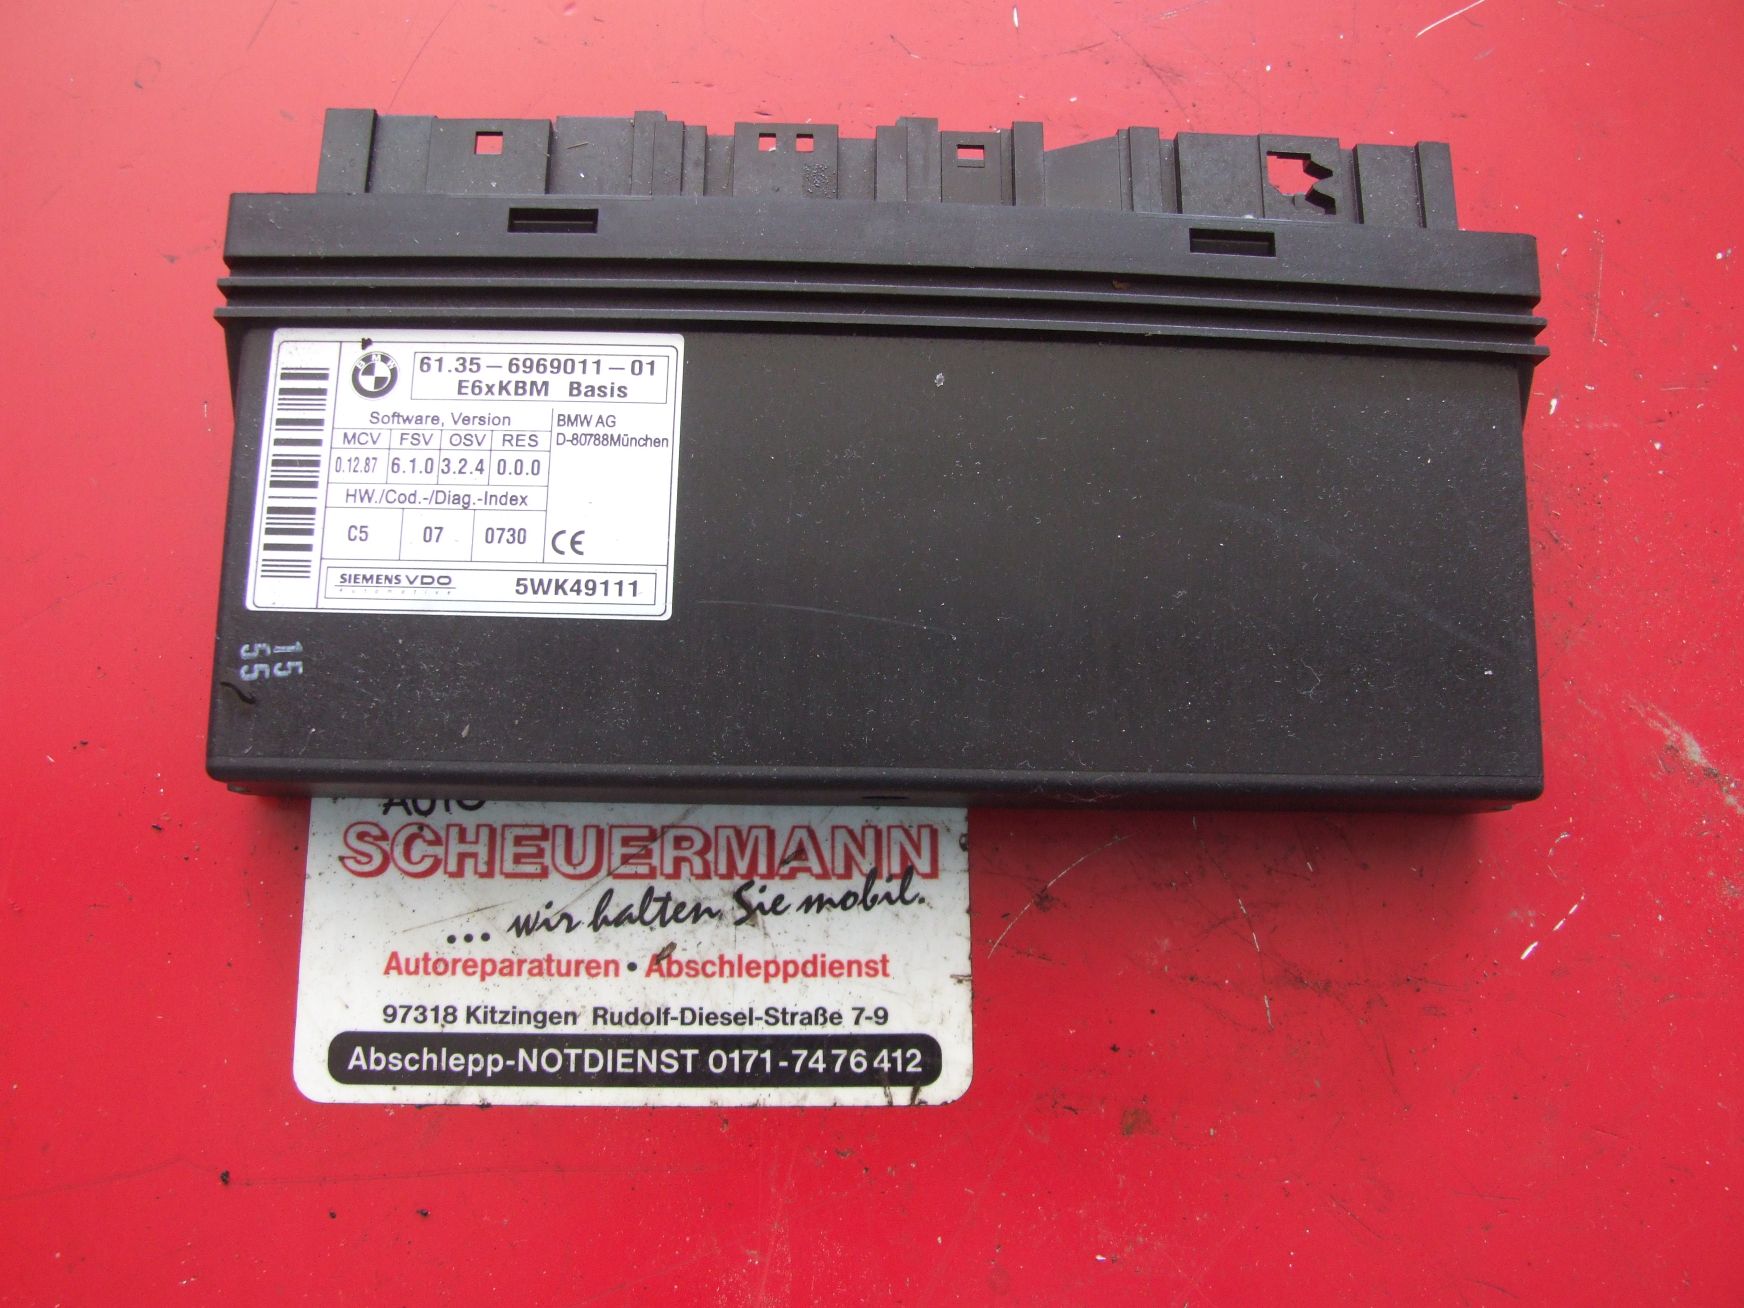 BMW
61.35-6969011-01
E6xKBM Basis
Software, Version
MCV FSV OSV RES
0.12.87 6.1.0 3.2.4 0.0.0
HW./Cod.-/Diag.-Index
C5 07 0730
BMW AG
D-80788München
CE
SIEMENS VDO
Automotive
5WK49111
15
55
AUTO
SCHEUERMANN
... wir halten Sie mobil.
Autoreparaturen • Abschleppdienst
97318 Kitzingen Rudolf-Diesel-Straße 7-9
Abschlepp-NOTDIENST 0171-7476412